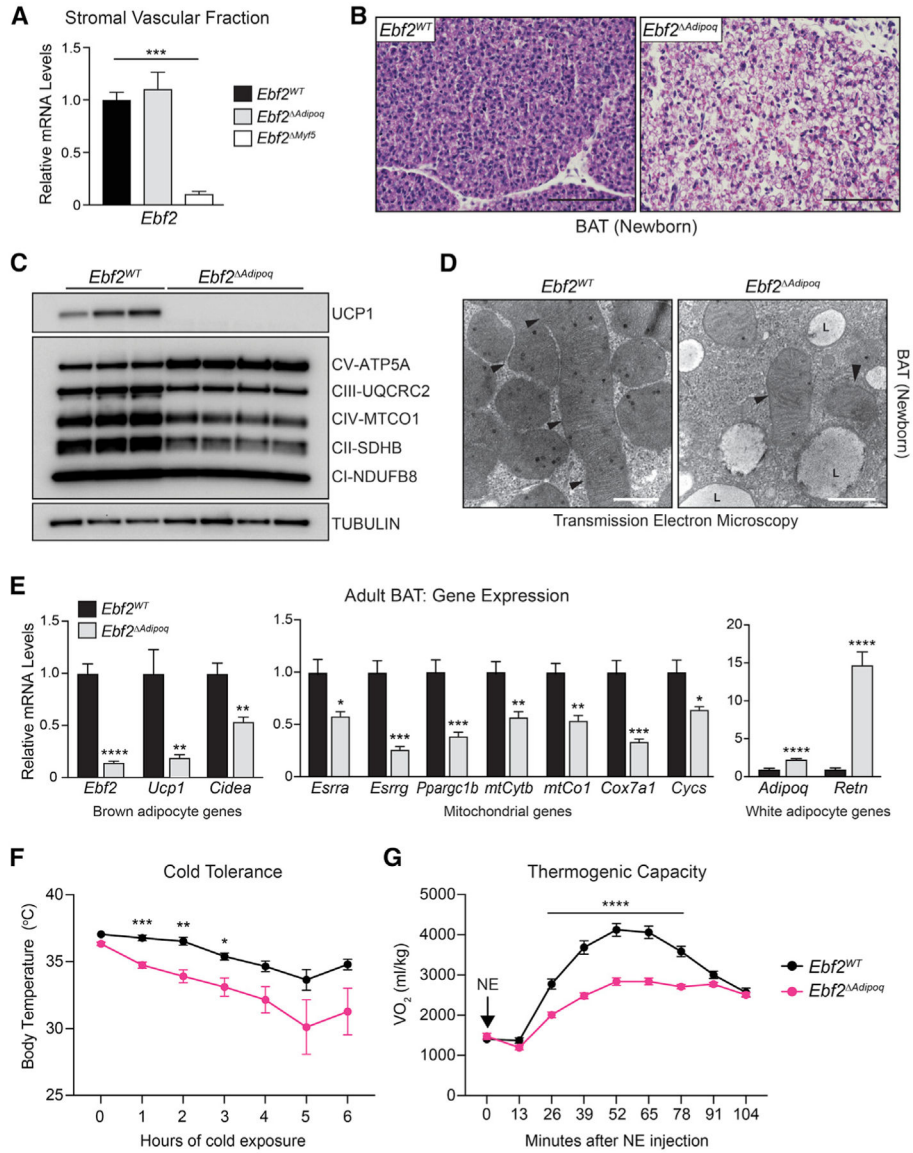 A
Stromal Vascular Fraction
Relative mRNA Levels
1.5
1.0
0.5
0
***
Ebf2
Ebf2WT
Ebf2ΔAdipoq
Ebf2ΔMyf5
B
Ebf2WT
Ebf2ΔAdipoq
BAT (Newborn)
C
Ebf2WT
Ebf2ΔAdipoq
UCP1
CV-ATP5A
CIII-UQCRC2
CIV-MTCO1
CII-SDHB
CI-NDUFB8
TUBULIN
D
Ebf2WT
Ebf2ΔAdipoq
L
L
L
BAT (Newborn)
Transmission Electron Microscopy
E
Adult BAT: Gene Expression
Ebf2WT
Ebf2ΔAdipoq
Relative mRNA Levels
1.5
1.0
0.5
0
**** ** **
Ebf2 Ucp1 Cidea
Brown adipocyte genes
1.5
1.0
0.5
0
* *** *** ** ** *** *
Esrra Esrrg Ppargc1b mtCytb mtCo1 Cox7a1 Cycs
Mitochondrial genes
20
15
10
5
0
**** ****
Adipoq Retn
White adipocyte genes
F
Cold Tolerance
Body Temperature (oC)
40
35
30
25
*** ** *
0 1 2 3 4 5 6
Hours of cold exposure
G
Thermogenic Capacity
VO2 (ml/kg)
5000
4000
3000
2000
1000
0
NE
****
0 13 26 39 52 65 78 91 104
Minutes after NE injection
Ebf2WT
Ebf2ΔAdipoq